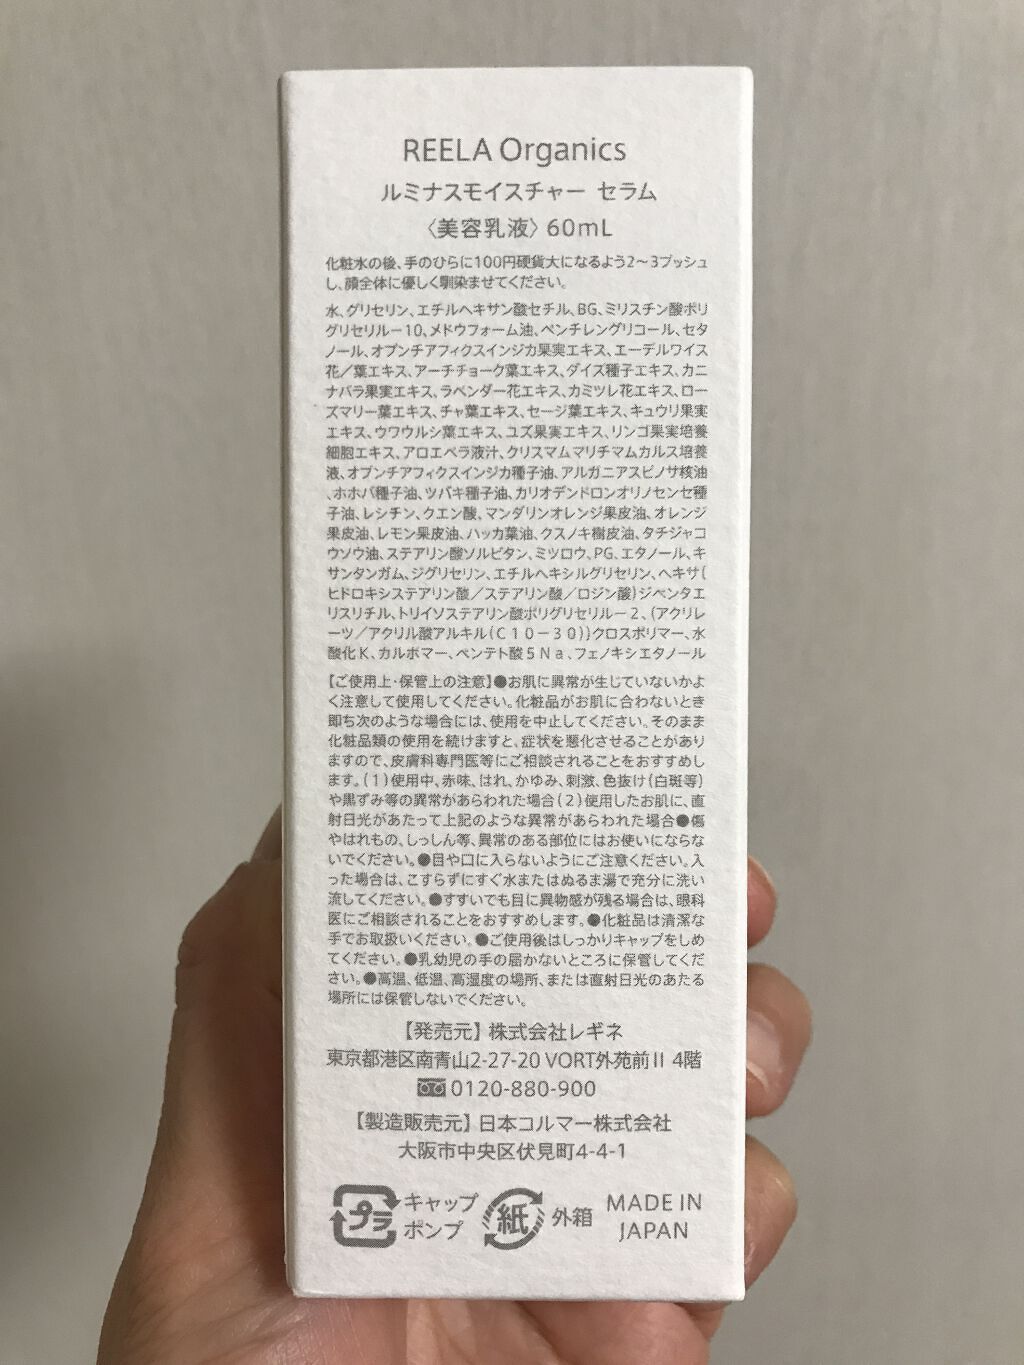 REELA Organics
ルミナスモイスチャー セラム
〈美容乳液〉60mL
化粧水の後、手のひらに100円硬貨大になるよう2～3プッシュ
し、顔全体に優しく馴染ませてください。
水、グリセリン、エチルヘキサン酸セチル、BG、ミリスチン酸ポリ
グリセリル－10、メドウフォーム油、ペンチレングリコール、セタ
ノール、オプンチアフィクスインジカ果実エキス、エーデルワイス
花／葉エキス、アーチチョーク葉エキス、ダイズ種子エキス、カニ
ナバラ果実エキス、ラベンダー花エキス、カミツレ花エキス、ロー
ズマリー葉エキス、チャ葉エキス、セージ葉エキス、キュウリ果実
エキス、ウワウルシ葉エキス、ユズ果実エキス、リンゴ果実培養
細胞エキス、アロエベラ液汁、クリスマムマリチマムカルス培養
液、オプンチアフィクスインジカ種子油、アルガニアスピノサ核油
、ホホバ種子油、ツバキ種子油、カリオデンドロンオリノセンセ種
子油、レシチン、クエン酸、マンダリンオレンジ果皮油、オレンジ
果皮油、レモン果皮油、ハッカ葉油、クスノキ樹皮油、タチジャコ
ウソウ油、ステアリン酸ソルビタン、ミツロウ、PG、エタノール、キ
サンタンガム、ジグリセリン、エチルヘキシルグリセリン、ヘキサ(
ヒドロキシステアリン酸／ステアリン酸／ロジン酸)ジペンタエ
リスリチル、トリイソステアリン酸ポリグリセリル－2、(アクリレ
ーツ／アクリル酸アルキル(C10－30))クロスポリマー、水
酸化K、カルボマー、ペンテト酸5Na、フェノキシエタノール
【ご使用上・保管上の注意】●お肌に異常が生じていないかよ
く注意して使用してください。化粧品がお肌に合わないとき
即ち次のような場合には、使用を中止してください。そのまま
化粧品類の使用を続けますと、症状を悪化させることがあり
ますので、皮膚科専門医等にご相談されることをおすすめし
ます。(1)使用中、赤味、はれ、かゆみ、刺激、色抜け(白斑等)
や黒ずみ等の異常があらわれた場合(2)使用したお肌に、直
射日光があたって上記のような異常があらわれた場合●傷
やはれもの、しっしん等、異常のある部位にはお使いにならな
いでください。●目や口に入らないようにご注意ください。入
った場合は、こすらずにすぐ水またはぬるま湯で充分に洗い
流してください。●すすいでも目に異物感が残る場合は、眼科
医にご相談されることをおすすめします。●化粧品は清潔な
手でお取扱いください。●ご使用後はしっかりキャップをしめ
てください。●乳幼児の手の届かないところに保管してくだ
さい。●高温、低温、高湿度の場所、または直射日光のあたる
場所には保管しないでください。
【発売元】株式会社レギネ
東京都港区南青山2-27-20 VORT外苑前II 4階
0120-880-900
【製造販売元】日本コルマー株式会社
大阪市中央区伏見町4-4-1
プラ キャップ
ポンプ
紙 外箱
MADE IN
JAPAN